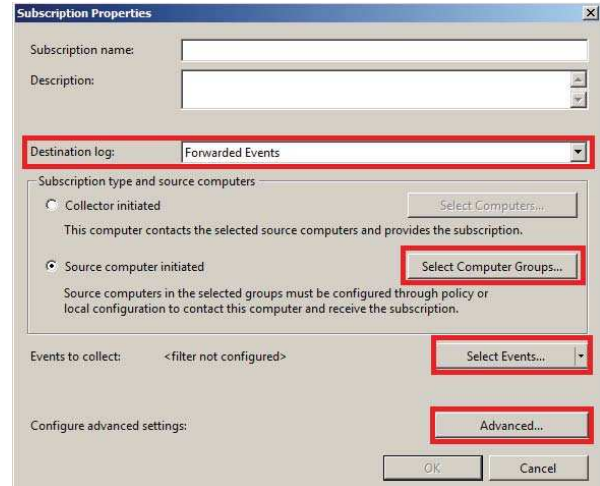 Subscription Properties
Subscription name:
Description:
Destination log: Forwarded Events
Subscription type and source computers
Collector initiated Select Computers...
This computer contacts the selected source computers and provides the subscription.
Source computer initiated Select Computer Groups...
Source computers in the selected groups must be configured through policy or
local configuration to contact this computer and receive the subscription.
Events to collect: <filter not configured> Select Events...
Configure advanced settings: Advanced...
OK Cancel